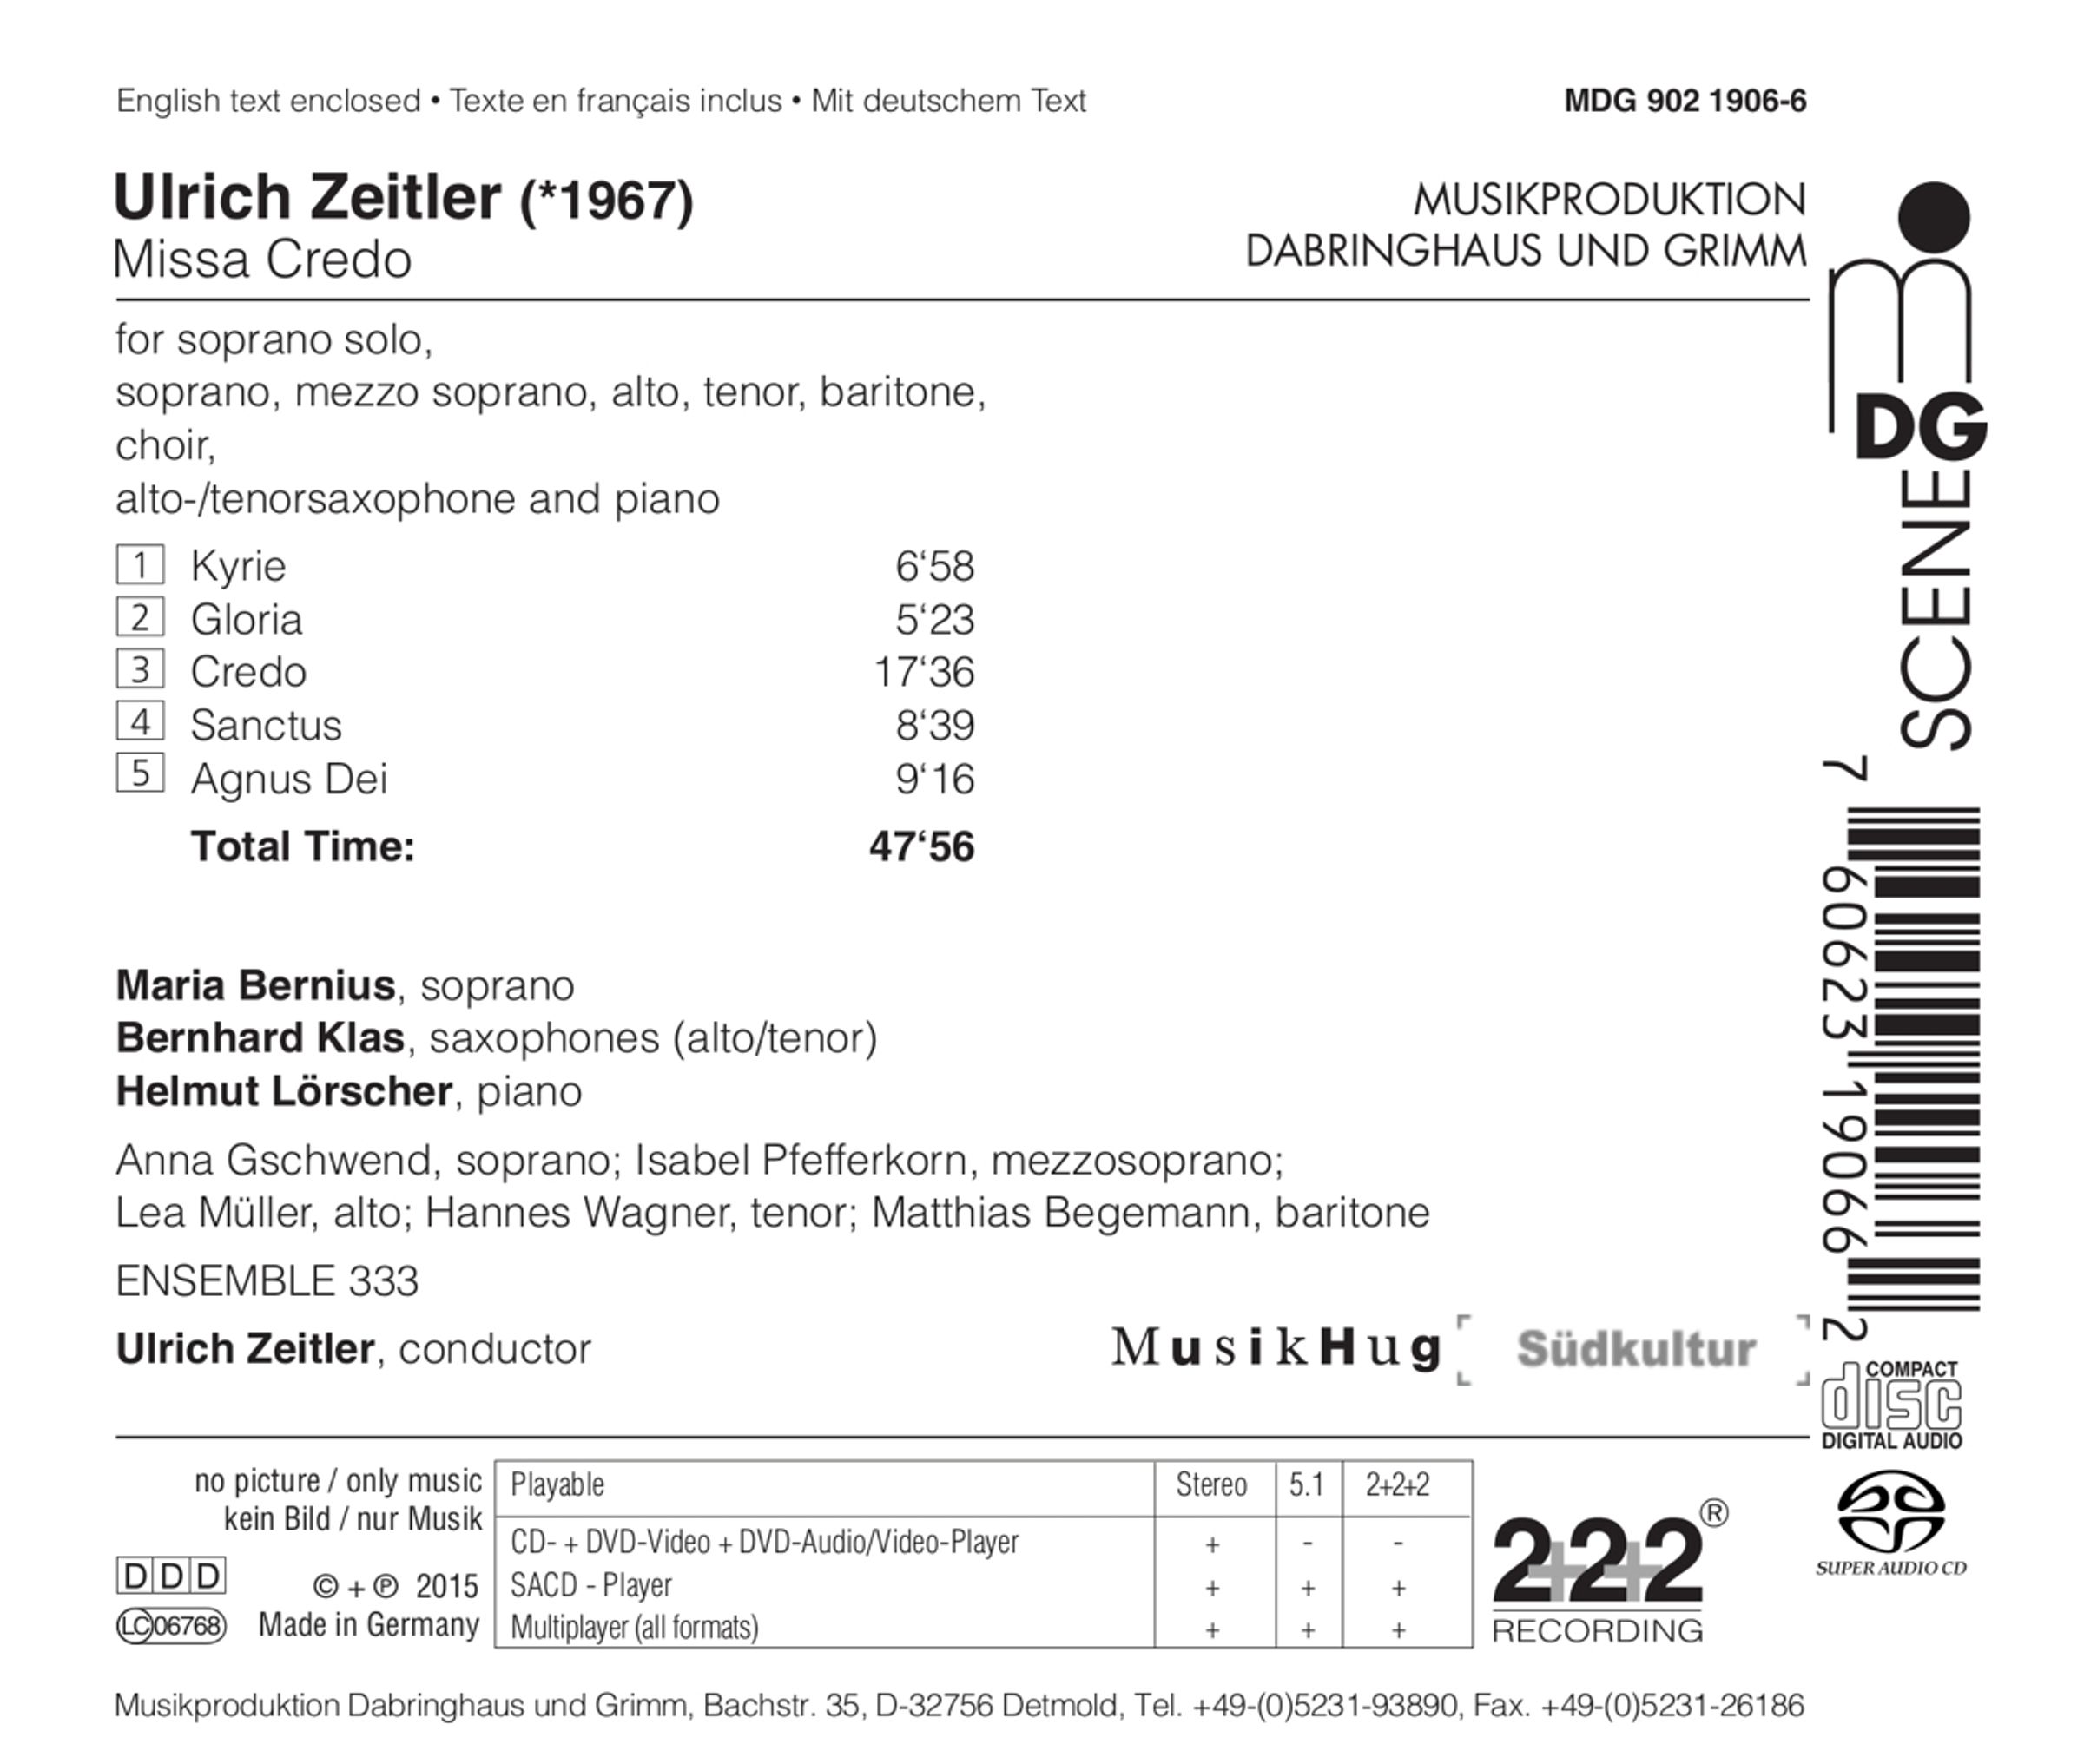 English text enclosed • Texte en français inclus • Mit deutschem Text
MDG 902 1906-6
Ulrich Zeitler (*1967)
Missa Credo
MUSIKPRODUKTION
DABRINGHAUS UND GRIMM
for soprano solo,
soprano, mezzo soprano, alto, tenor, baritone,
choir,
alto-/tenorsaxophone and piano
1 Kyrie 6‘58
2 Gloria 5‘23
3 Credo 17‘36
4 Sanctus 8‘39
5 Agnus Dei 9‘16
Total Time: 47‘56
Maria Bernius, soprano
Bernhard Klas, saxophones (alto/tenor)
Helmut Lörscher, piano
Anna Gschwend, soprano; Isabel Pfefferkorn, mezzosoprano;
Lea Müller, alto; Hannes Wagner, tenor; Matthias Begemann, baritone
ENSEMBLE 333
Ulrich Zeitler, conductor
MusikHug
Südkultur
mDG
SCENE
7 60623 19066 2
COMPACT
disc
DIGITAL AUDIO
no picture / only music
kein Bild / nur Musik
DDD
© + ℗ 2015
LC 06768
Made in Germany
Playable Stereo 5.1 2+2+2
CD- + DVD-Video + DVD-Audio/Video-Player + - -
SACD - Player + + +
Multiplayer (all formats) + + +
2+2+2®
RECORDING
SUPER AUDIO CD
Musikproduktion Dabringhaus und Grimm, Bachstr. 35, D-32756 Detmold, Tel. +49-(0)5231-93890, Fax. +49-(0)5231-26186